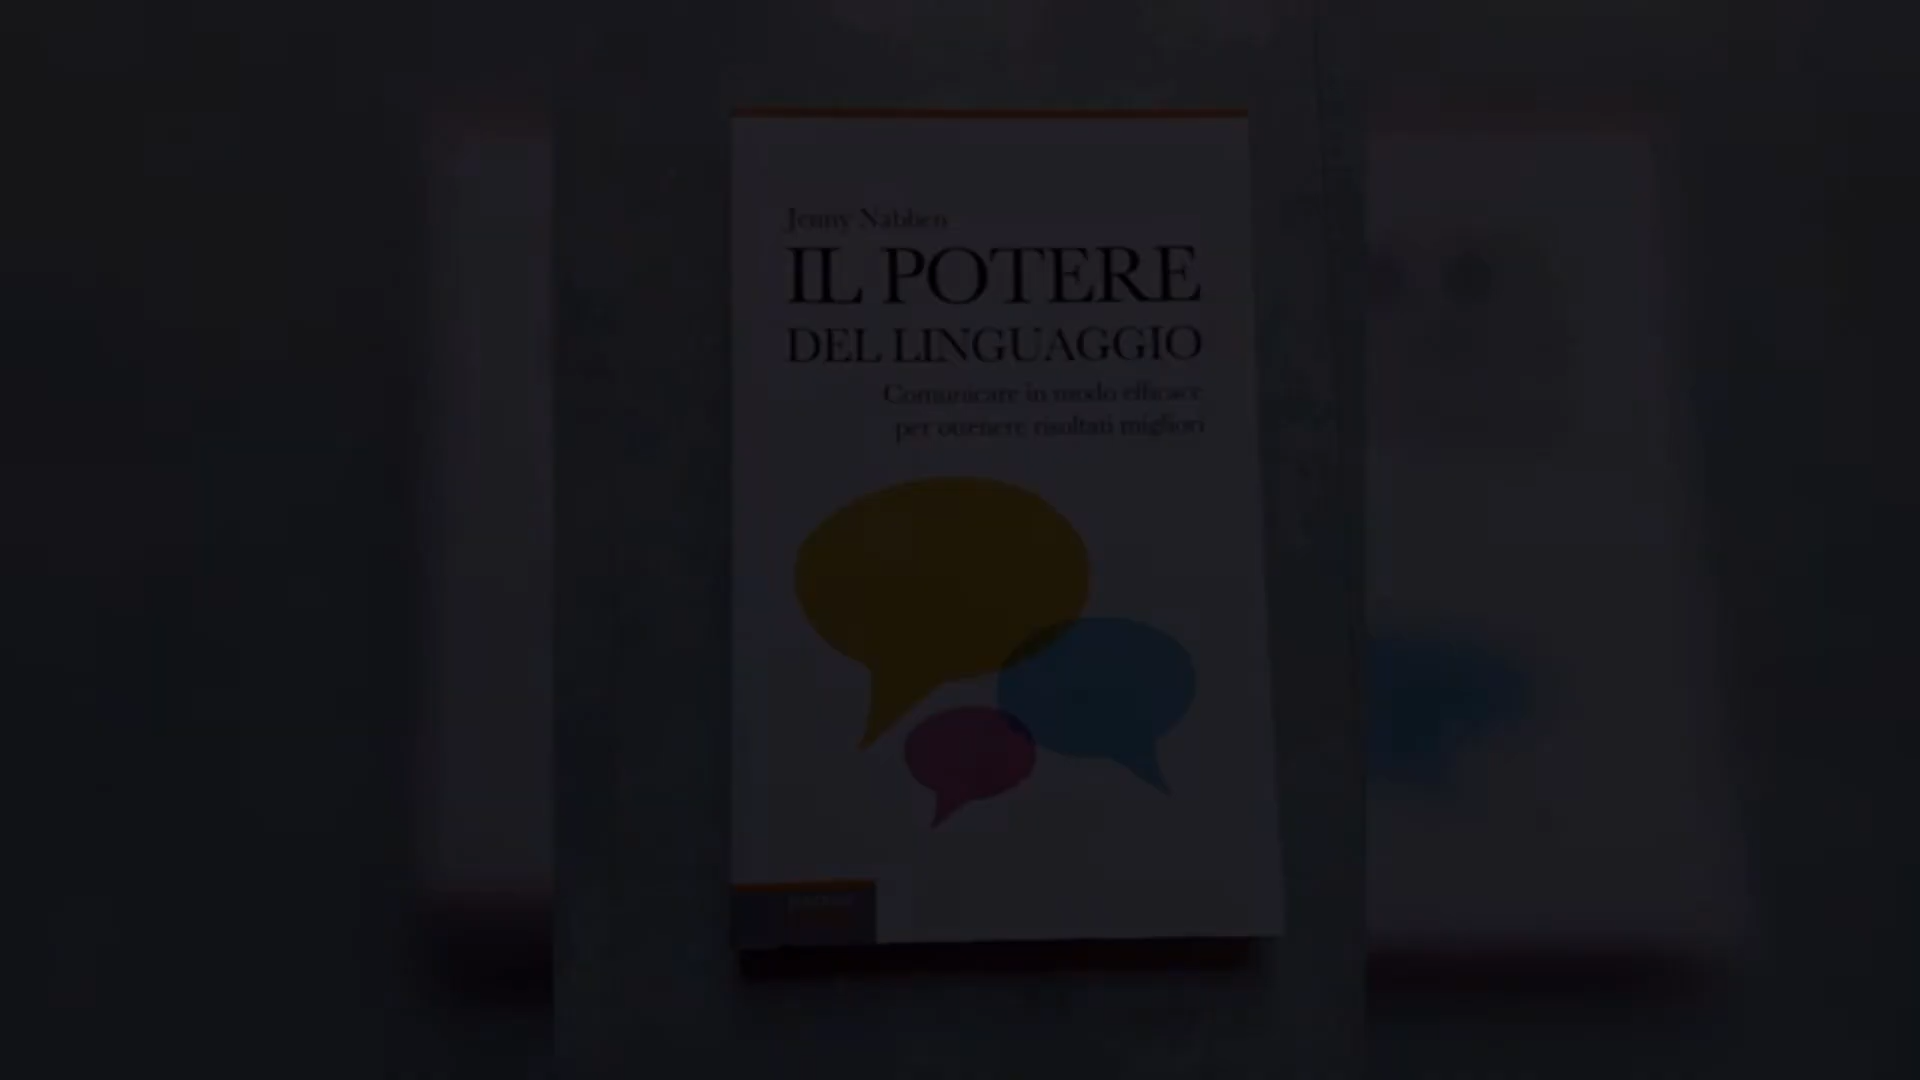 Jenny Nabben
IL POTERE
DEL LINGUAGGIO
Comunicare in modo efficace
per ottenere risultati migliori